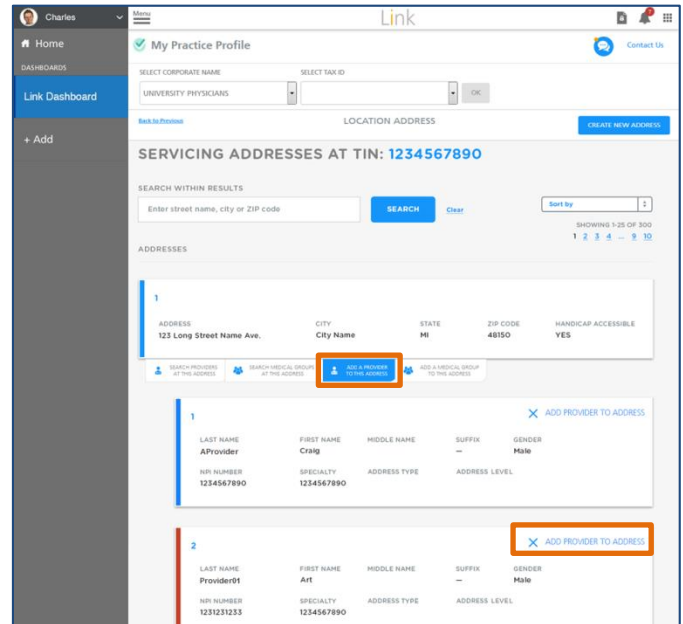 Charles
Menu
Link
Home
My Practice Profile
Contact Us
DASHBOARDS
SELECT CORPORATE NAME
SELECT TAX ID
Link Dashboard
UNIVERSITY PHYSICIANS
OK
Back to Previous
LOCATION ADDRESS
CREATE NEW ADDRESS
+ Add
SERVICING ADDRESSES AT TIN: 1234567890
SEARCH WITHIN RESULTS
Enter street name, city or ZIP code
SEARCH
Clear
Sort by
SHOWING 1-25 OF 300
1 2 3 4 ... 9 10
ADDRESSES
1
ADDRESS CITY STATE ZIP CODE HANDICAP ACCESSIBLE
123 Long Street Name Ave. City Name MI 48150 YES
SEARCH PROVIDERS AT THIS ADDRESS
SEARCH MEDICAL GROUPS AT THIS ADDRESS
ADD A PROVIDER TO THIS ADDRESS
ADD A MEDICAL GROUP TO THIS ADDRESS
1
ADD PROVIDER TO ADDRESS
LAST NAME FIRST NAME MIDDLE NAME SUFFIX GENDER
AProvider Craig — Male
NPI NUMBER SPECIALTY ADDRESS TYPE ADDRESS LEVEL
1234567890 1234567890
2
ADD PROVIDER TO ADDRESS
LAST NAME FIRST NAME MIDDLE NAME SUFFIX GENDER
Provider01 Art — Male
NPI NUMBER SPECIALTY ADDRESS TYPE ADDRESS LEVEL
1231231233 1234567890